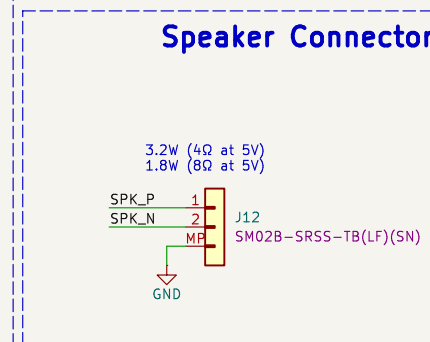 Speaker Connector
3.2W (4Ω at 5V)
1.8W (8Ω at 5V)
SPK_P 1
SPK_N 2
MP
J12
SM02B-SRSS-TB(LF)(SN)
GND